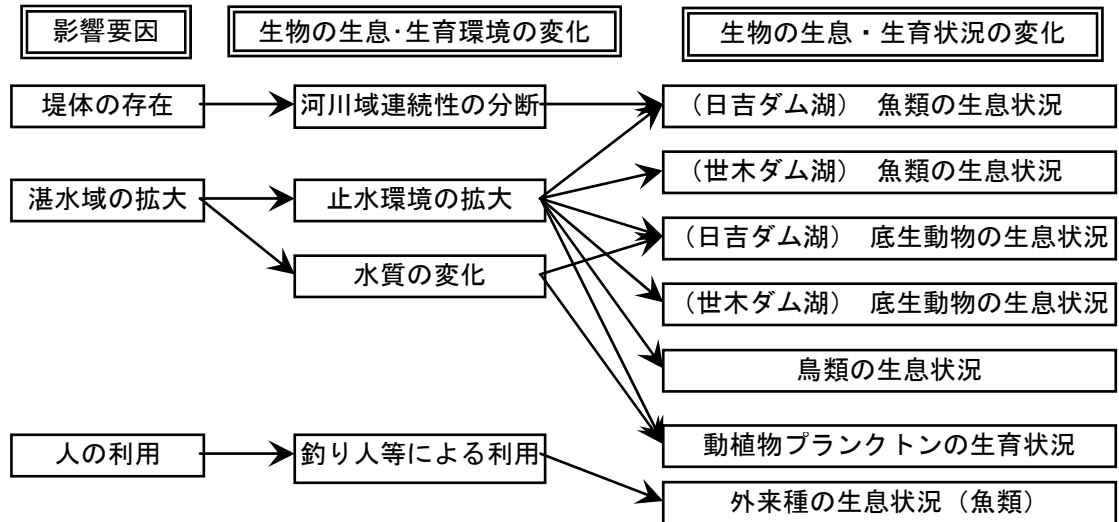 影響要因
生物の生息･生育環境の変化
生物の生息・生育状況の変化
堤体の存在
河川域連続性の分断
（日吉ダム湖）　魚類の生息状況
（世木ダム湖）　魚類の生息状況
湛水域の拡大
止水環境の拡大
（日吉ダム湖）　底生動物の生息状況
水質の変化
（世木ダム湖）　底生動物の生息状況
鳥類の生息状況
人の利用
釣り人等による利用
動植物プランクトンの生育状況
外来種の生息状況（魚類）